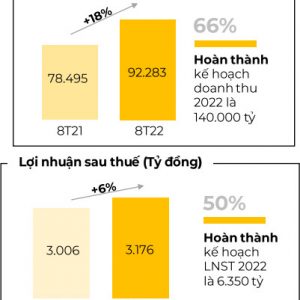 +18%
66%
78.495
92.283
8T21
8T22
Hoàn thành
kế hoạch
doanh thu
2022 là
140.000 tỷ
Lợi nhuận sau thuế (Tỷ đồng)
+6%
50%
3.006
3.176
Hoàn thành
kế hoạch
LNST 2022
là 6.350 tỷ